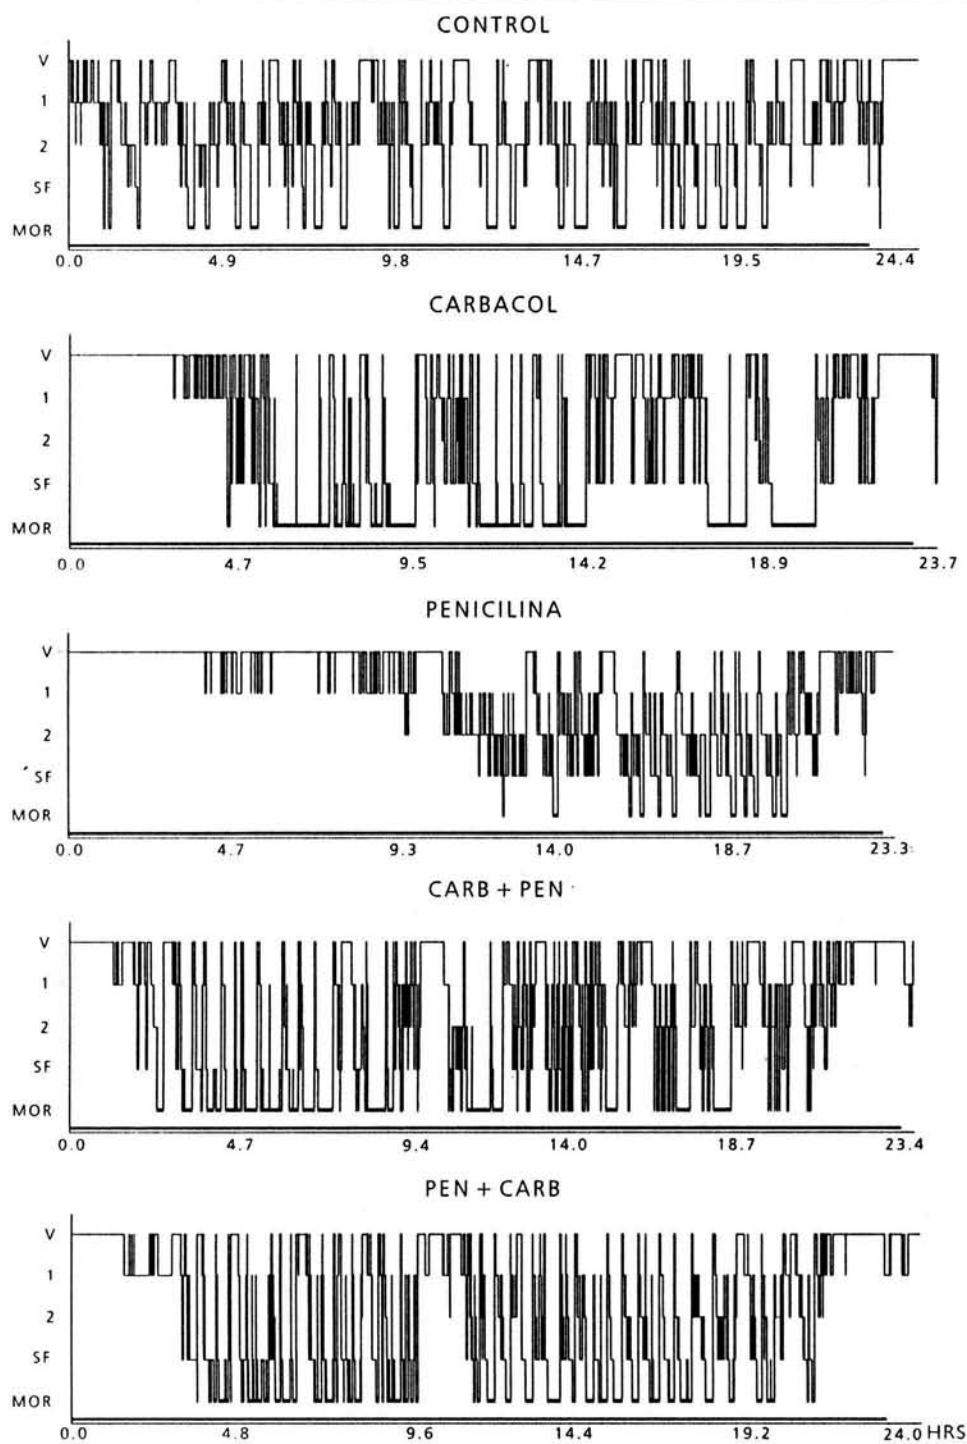 CONTROL
V
1
2
SF
MOR
0.0 4.9 9.8 14.7 19.5 24.4
CARBACOL
V
1
2
SF
MOR
0.0 4.7 9.5 14.2 18.9 23.7
PENICILINA
V
1
2
SF
MOR
0.0 4.7 9.3 14.0 18.7 23.3
CARB + PEN
V
1
2
SF
MOR
0.0 4.7 9.4 14.0 18.7 23.4
PEN + CARB
V
1
2
SF
MOR
0.0 4.8 9.6 14.4 19.2 24.0 HRS